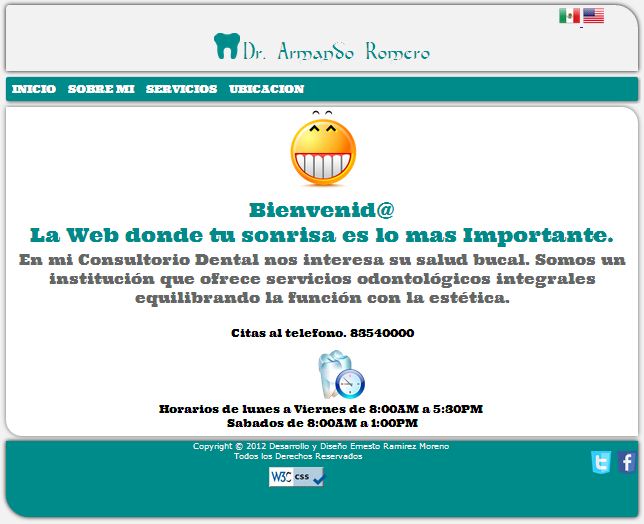 Dr. Armando Romero
INICIO SOBRE MI SERVICIOS UBICACION
Bienvenid@
La Web donde tu sonrisa es lo mas Importante.
En mi Consultorio Dental nos interesa su salud bucal. Somos un
institución que ofrece servicios odontológicos integrales
equilibrando la función con la estética.
Citas al telefono. 83540000
Horarios de lunes a Viernes de 8:00AM a 5:30PM
Sabados de 8:00AM a 1:00PM
Copyright © 2012 Desarrollo y Diseño Ernesto Ramirez Moreno
Todos los Derechos Reservados
W3C css